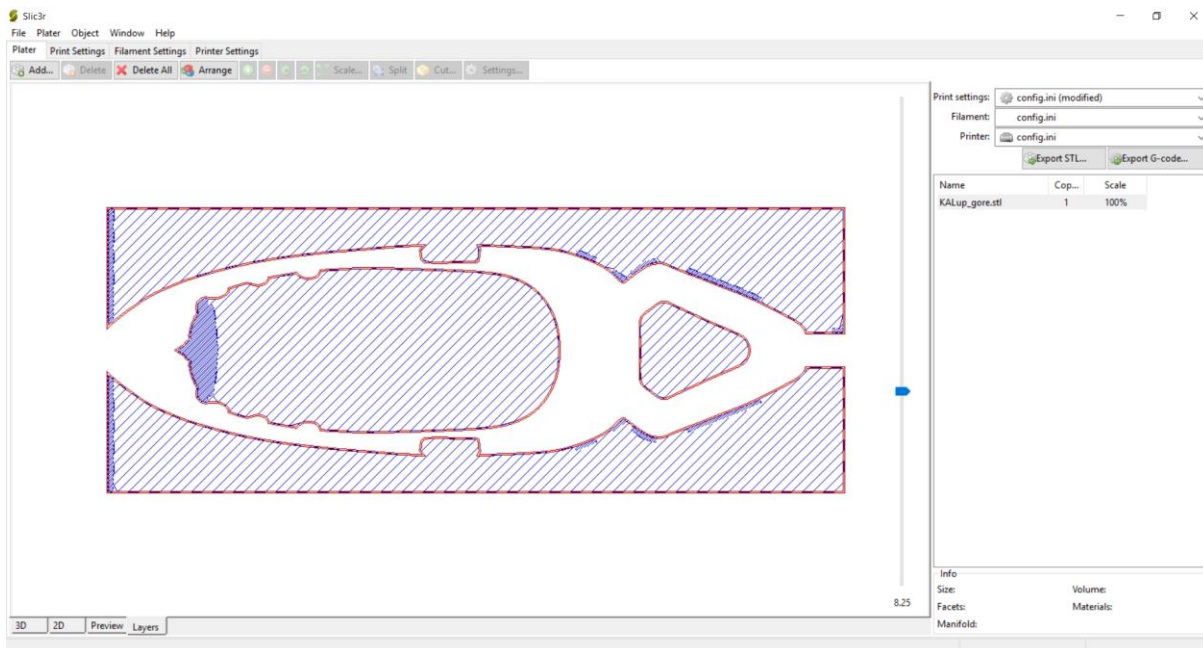 Slic3r
File Plater Object Window Help
Plater Print Settings Filament Settings Printer Settings
Add... Delete Delete All Arrange Scale... Split Cut... Settings...
Print settings: config.ini (modified)
Filament: config.ini
Printer: config.ini
Export STL... Export G-code...
Name Cop... Scale
KALup_gore.stl 1 100%
8.25
Info
Size: Volume:
Facets: Materials:
Manifold:
3D 2D Preview Layers